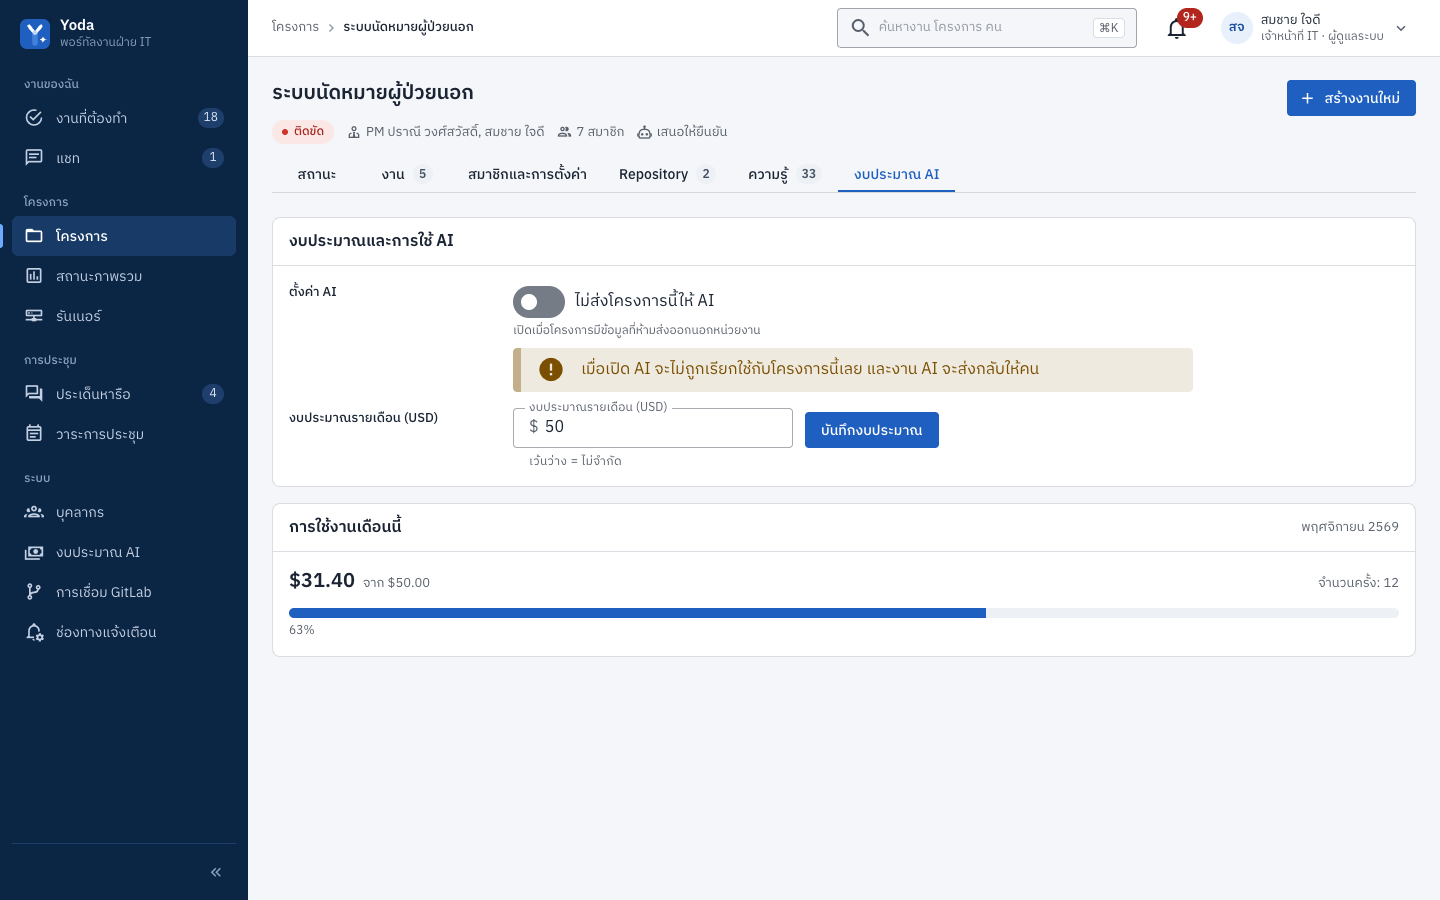 Yoda
พอร์ทัลงานฝ่าย IT
งานของฉัน
งานที่ต้องทำ 18
แชท 1
โครงการ
โครงการ
สถานะภาพรวม
รันเนอร์
การประชุม
ประเด็นหารือ 4
วาระการประชุม
ระบบ
บุคลากร
งบประมาณ AI
การเชื่อม GitLab
ช่องทางแจ้งเตือน
โครงการ › ระบบนัดหมายผู้ป่วยนอก
ค้นหางาน โครงการ คน ⌘K
9+
สจ
สมชาย ใจดี
เจ้าหน้าที่ IT · ผู้ดูแลระบบ
ระบบนัดหมายผู้ป่วยนอก
สร้างงานใหม่
ติดขัด PM ปราณี วงศ์สวัสดิ์, สมชาย ใจดี 7 สมาชิก เสนอให้ยืนยัน
สถานะ งาน 5 สมาชิกและการตั้งค่า Repository 2 ความรู้ 33 งบประมาณ AI
งบประมาณและการใช้ AI
ตั้งค่า AI
ไม่ส่งโครงการนี้ให้ AI
เปิดเมื่อโครงการมีข้อมูลที่ห้ามส่งออกนอกหน่วยงาน
เมื่อเปิด AI จะไม่ถูกเรียกใช้กับโครงการนี้เลย และงาน AI จะส่งกลับให้คน
งบประมาณรายเดือน (USD)
งบประมาณรายเดือน (USD)
$ 50
บันทึกงบประมาณ
เว้นว่าง = ไม่จำกัด
การใช้งานเดือนนี้
พฤศจิกายน 2569
$31.40 จาก $50.00
จำนวนครั้ง: 12
63%